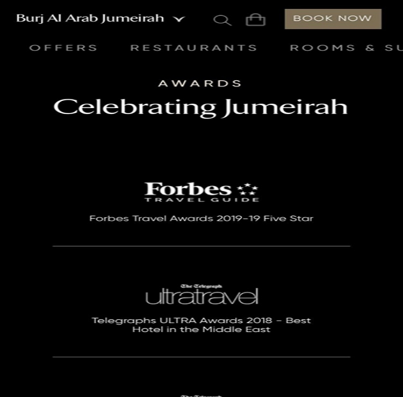 Burj Al Arab Jumeirah
BOOK NOW
OFFERS RESTAURANTS ROOMS & SU
AWARDS
Celebrating Jumeirah
Forbes
TRAVEL GUIDE
Forbes Travel Awards 2019-19 Five Star
The Telegraph
ultratravel
Telegraphs ULTRA Awards 2018 - Best
Hotel in the Middle East